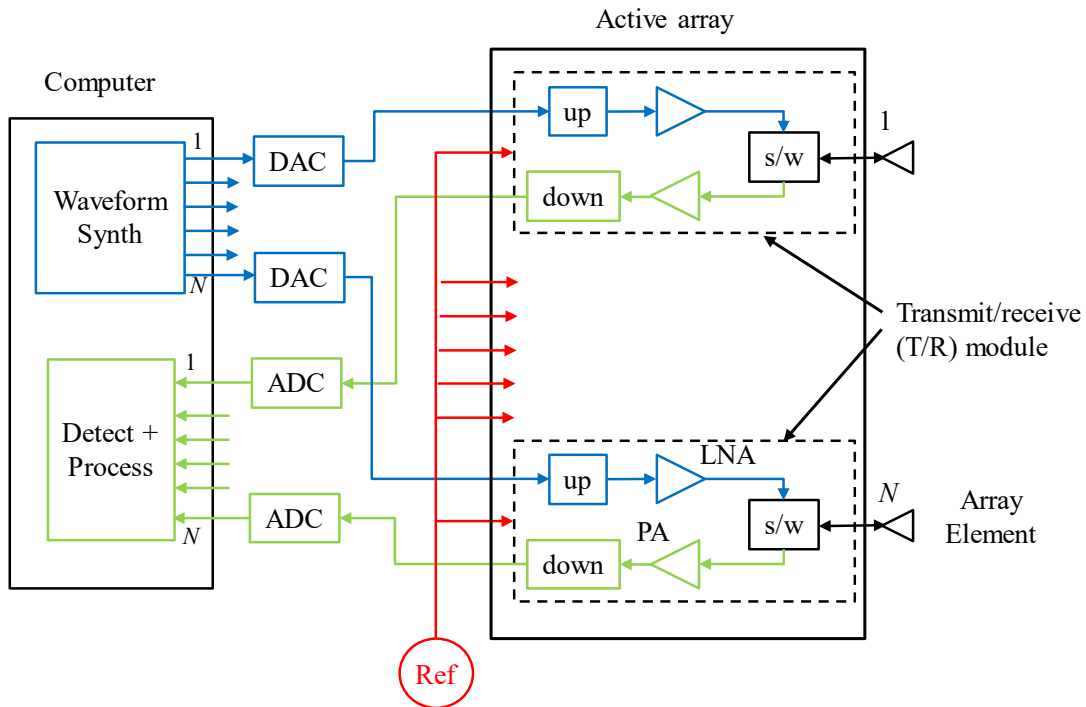 Active array
Computer
Waveform
Synth
1
N
DAC
DAC
up
down
s/w
1
Transmit/receive
(T/R) module
Detect +
Process
1
N
ADC
ADC
up
LNA
PA
down
s/w
N
Array
Element
Ref